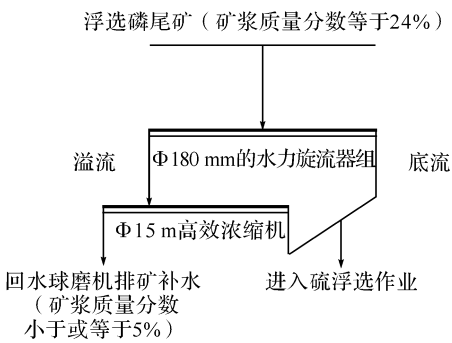 浮选磷尾矿（矿浆质量分数等于24%）
溢流
Φ180 mm的水力旋流器组
底流
Φ15 m高效浓缩机
回水球磨机排矿补水
（矿浆质量分数
小于或等于5%）
进入硫浮选作业